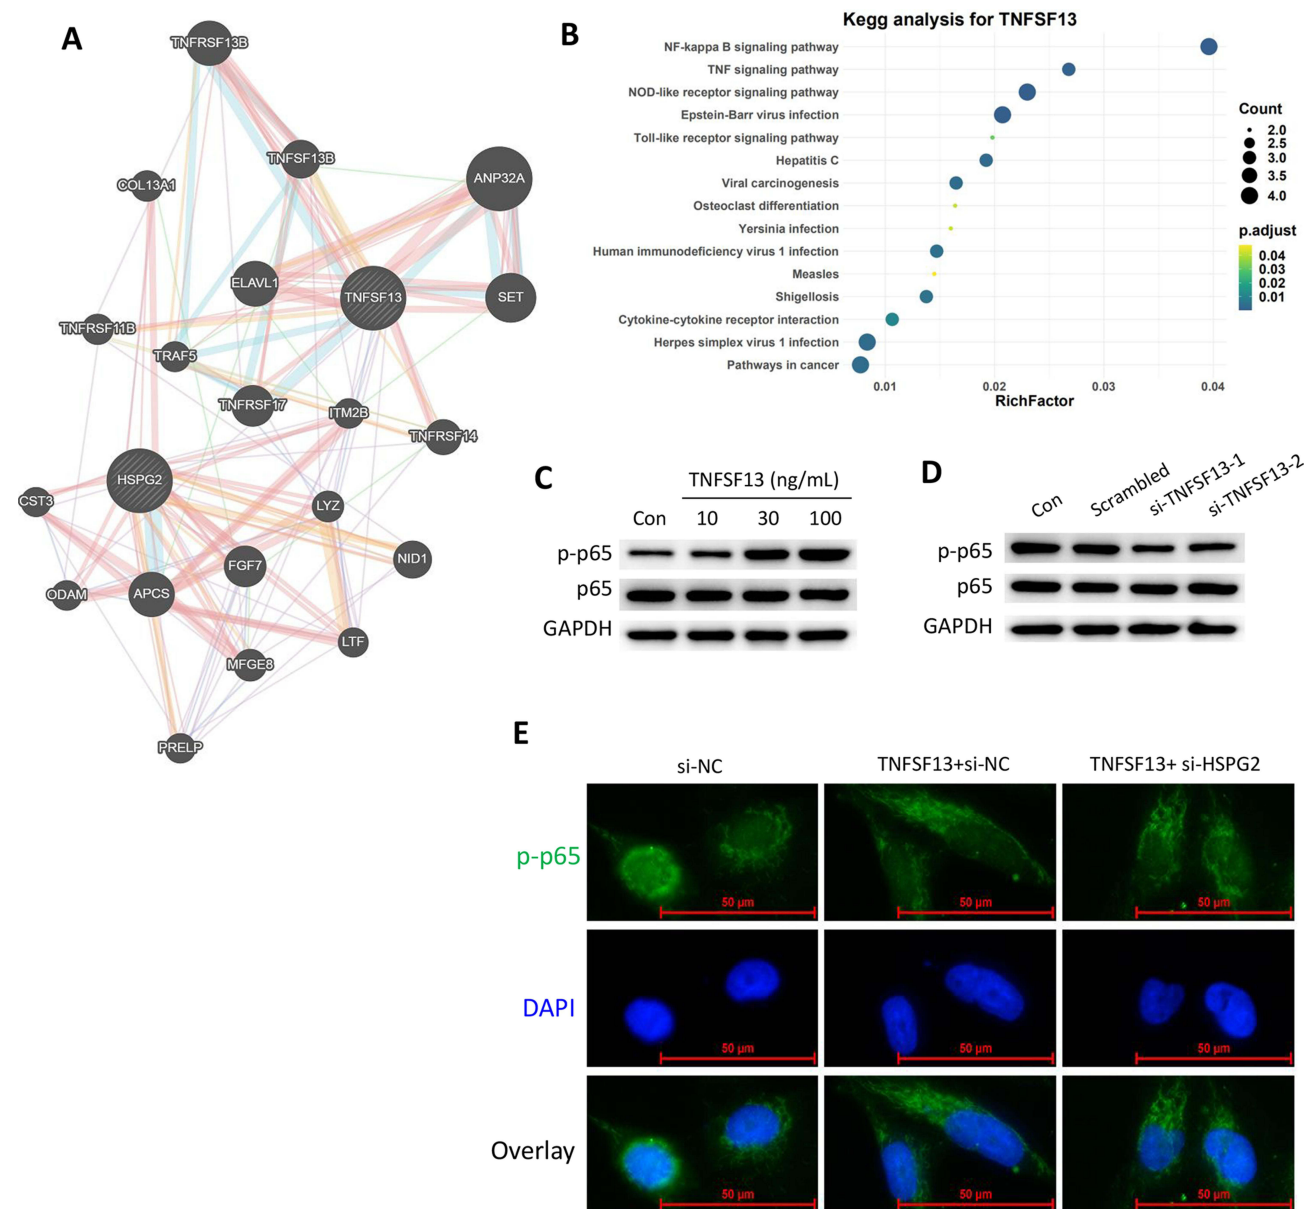 A
TNFRSF13B
TNFSF13B
COL13A1
ANP32A
ELAVL1
TNFSF13
SET
TNFRSF11B
TRAF5
TNFRSF17
ITM2B
TNFRSF14
HSPG2
CST3
LYZ
NID1
FGF7
ODAM
APCS
LTF
MFGE8
PRELP
B
Kegg analysis for TNFSF13
NF-kappa B signaling pathway
TNF signaling pathway
NOD-like receptor signaling pathway
Epstein-Barr virus infection
Toll-like receptor signaling pathway
Hepatitis C
Viral carcinogenesis
Osteoclast differentiation
Yersinia infection
Human immunodeficiency virus 1 infection
Measles
Shigellosis
Cytokine-cytokine receptor interaction
Herpes simplex virus 1 infection
Pathways in cancer
0.01 0.02 0.03 0.04
RichFactor
Count
2.0
2.5
3.0
3.5
4.0
p.adjust
0.04
0.03
0.02
0.01
C
TNFSF13 (ng/mL)
Con 10 30 100
p-p65
p65
GAPDH
D
Con Scrambled si-TNFSF13-1 si-TNFSF13-2
p-p65
p65
GAPDH
E
si-NC TNFSF13+si-NC TNFSF13+ si-HSPG2
p-p65
50 µm 50 µm 50 µm
DAPI
50 µm 50 µm 50 µm
Overlay
50 µm 50 µm 50 µm